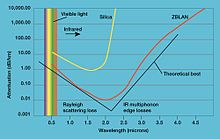 Visible light
Silica
ZBLAN
Infrared
10,000.00
1,000.00
100.00
10.00
1.00
0.1
0.01
0.001
Attenuation (dB/km)
Theoretical best
Rayleigh
scattering loss
IR multiphonon
edge losses
0.5 1.0 1.5 2.0 2.5 3.0 3.5 4.0 4.5
Wavelength (microns)